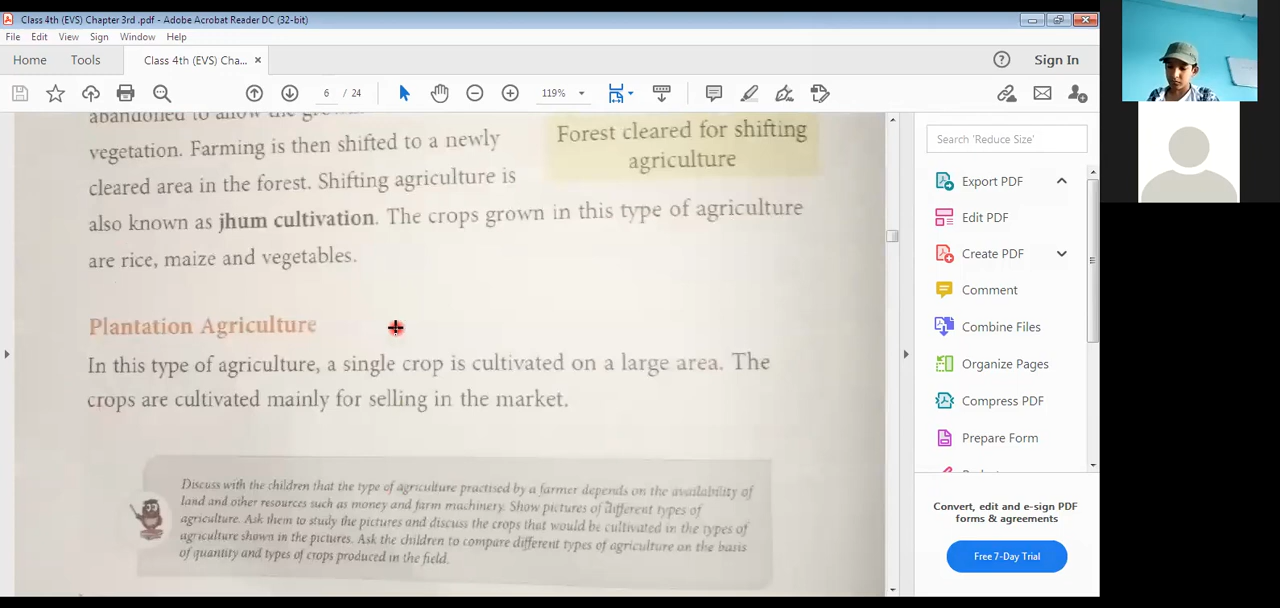 Class 4th (EVS) Chapter 3rd .pdf - Adobe Acrobat Reader DC (32-bit)
File Edit View Sign Window Help
Home Tools Class 4th (EVS) Cha... × Sign In
6 / 24 119%
abandoned to allow the
vegetation. Farming is then shifted to a newly
cleared area in the forest. Shifting agriculture is
also known as jhum cultivation. The crops grown in this type of agriculture
are rice, maize and vegetables.
Forest cleared for shifting
agriculture
Plantation Agriculture
In this type of agriculture, a single crop is cultivated on a large area. The
crops are cultivated mainly for selling in the market.
Discuss with the children that the type of agriculture practised by a farmer depends on the availability of
land and other resources such as money and farm machinery. Show pictures of different types of
agriculture. Ask them to study the pictures and discuss the crops that would be cultivated in the types of
agriculture shown in the pictures. Ask the children to compare different types of agriculture on the basis
of quantity and types of crops produced in the field.
Search 'Reduce Size'
Export PDF
Edit PDF
Create PDF
Comment
Combine Files
Organize Pages
Compress PDF
Prepare Form
Convert, edit and e-sign PDF
forms & agreements
Free 7-Day Trial